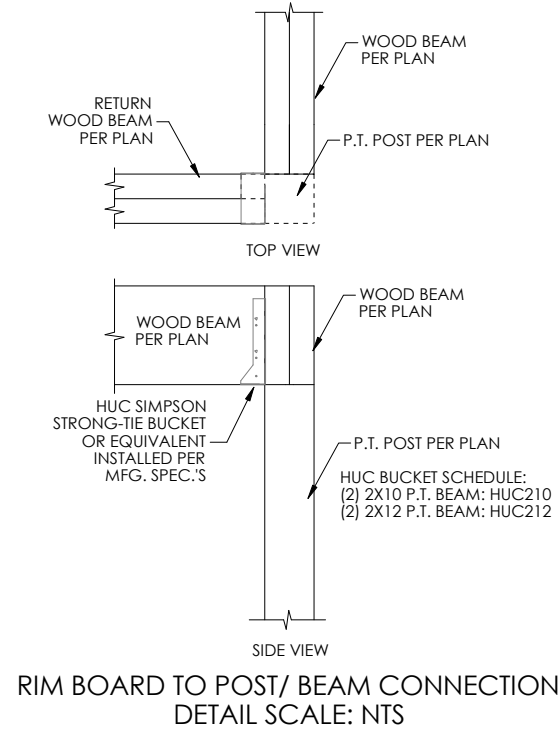 WOOD BEAM
PER PLAN
RETURN
WOOD BEAM
PER PLAN
P.T. POST PER PLAN
TOP VIEW
WOOD BEAM
PER PLAN
WOOD BEAM
PER PLAN
HUC SIMPSON
STRONG-TIE BUCKET
OR EQUIVALENT
INSTALLED PER
MFG. SPEC.'S
P.T. POST PER PLAN
HUC BUCKET SCHEDULE:
(2) 2X10 P.T. BEAM: HUC210
(2) 2X12 P.T. BEAM: HUC212
SIDE VIEW
RIM BOARD TO POST/ BEAM CONNECTION
DETAIL SCALE: NTS